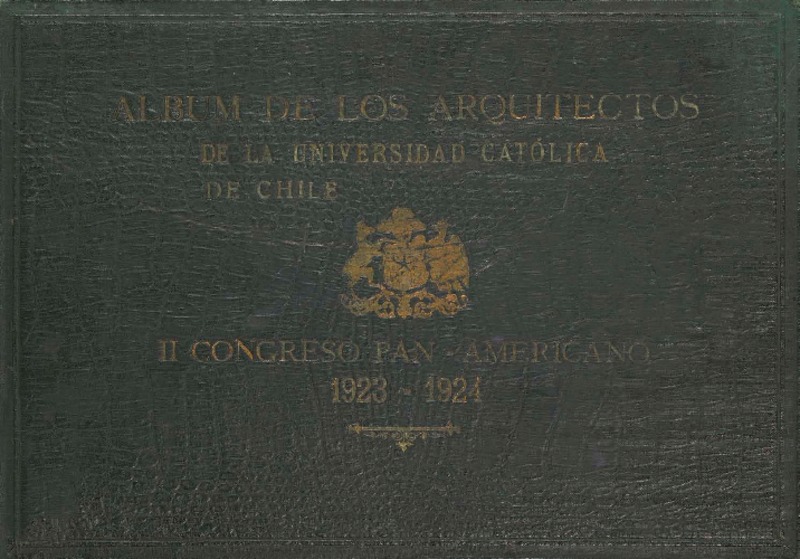 ALBUM DE LOS ARQUITECTOS
DE LA UNIVERSIDAD CATÓLICA
DE CHILE
II CONGRESO PAN-AMERICANO
1923-1924